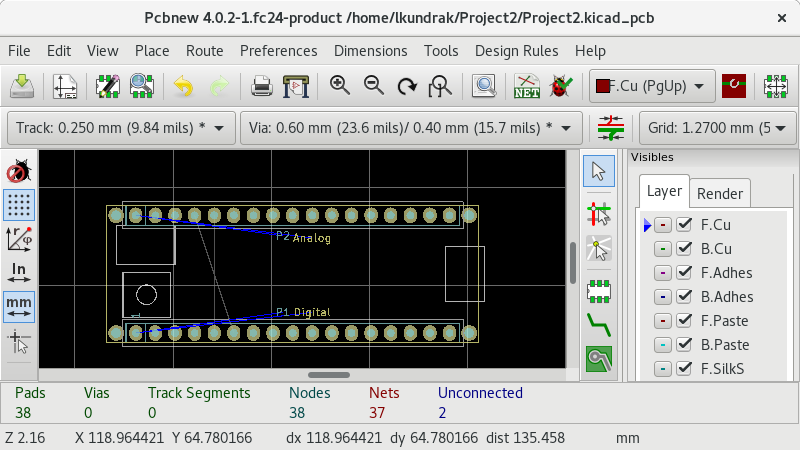 Pcbnew 4.0.2-1.fc24-product /home/lkundrak/Project2/Project2.kicad_pcb
File Edit View Place Route Preferences Dimensions Tools Design Rules Help
NET F.Cu (PgUp)
Track: 0.250 mm (9.84 mils) * Via: 0.60 mm (23.6 mils)/ 0.40 mm (15.7 mils) * Grid: 1.2700 mm (5
Visibles
Layer Render
r φ
In
mm
P2 Analog
P1 Digital
1
F.Cu
B.Cu
F.Adhes
B.Adhes
F.Paste
B.Paste
F.SilkS
Pads Vias Track Segments Nodes Nets Unconnected
38 0 0 38 37 2
Z 2.16 X 118.964421 Y 64.780166 dx 118.964421 dy 64.780166 dist 135.458 mm